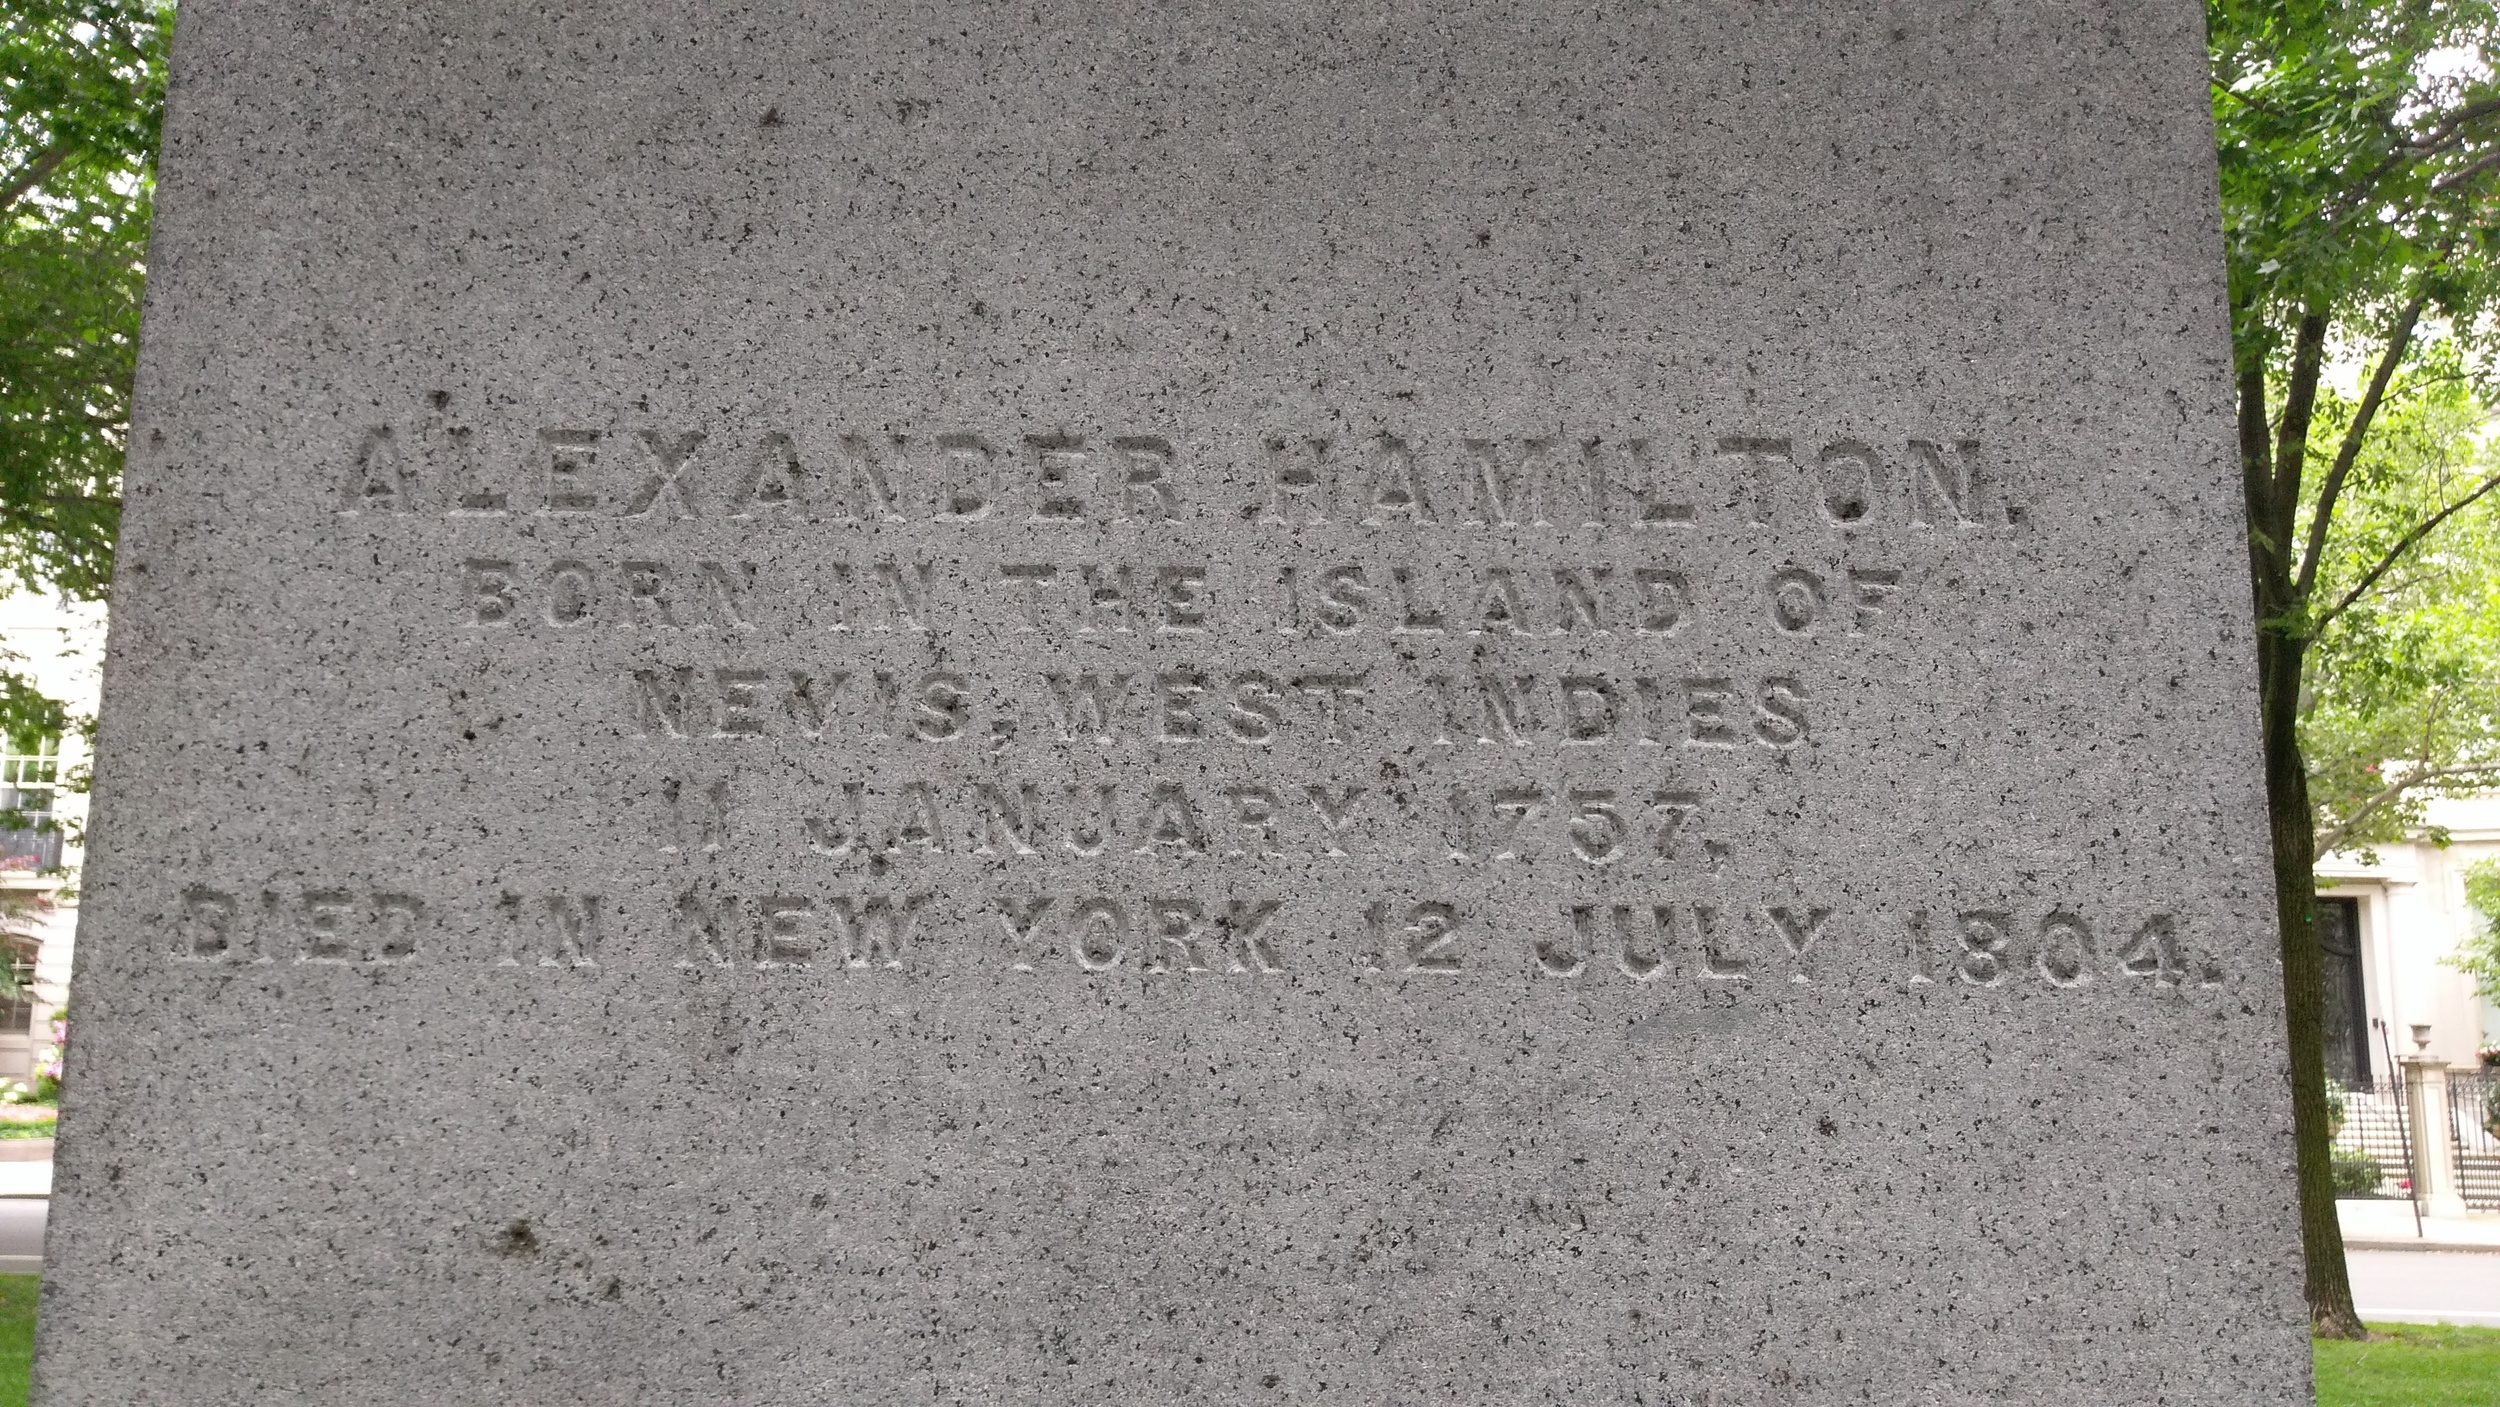 ALEXANDER HAMILTON.
BORN IN THE ISLAND OF
NEVIS, WEST INDIES
11 JANUARY 1757.
DIED IN NEW YORK 12 JULY 1804.